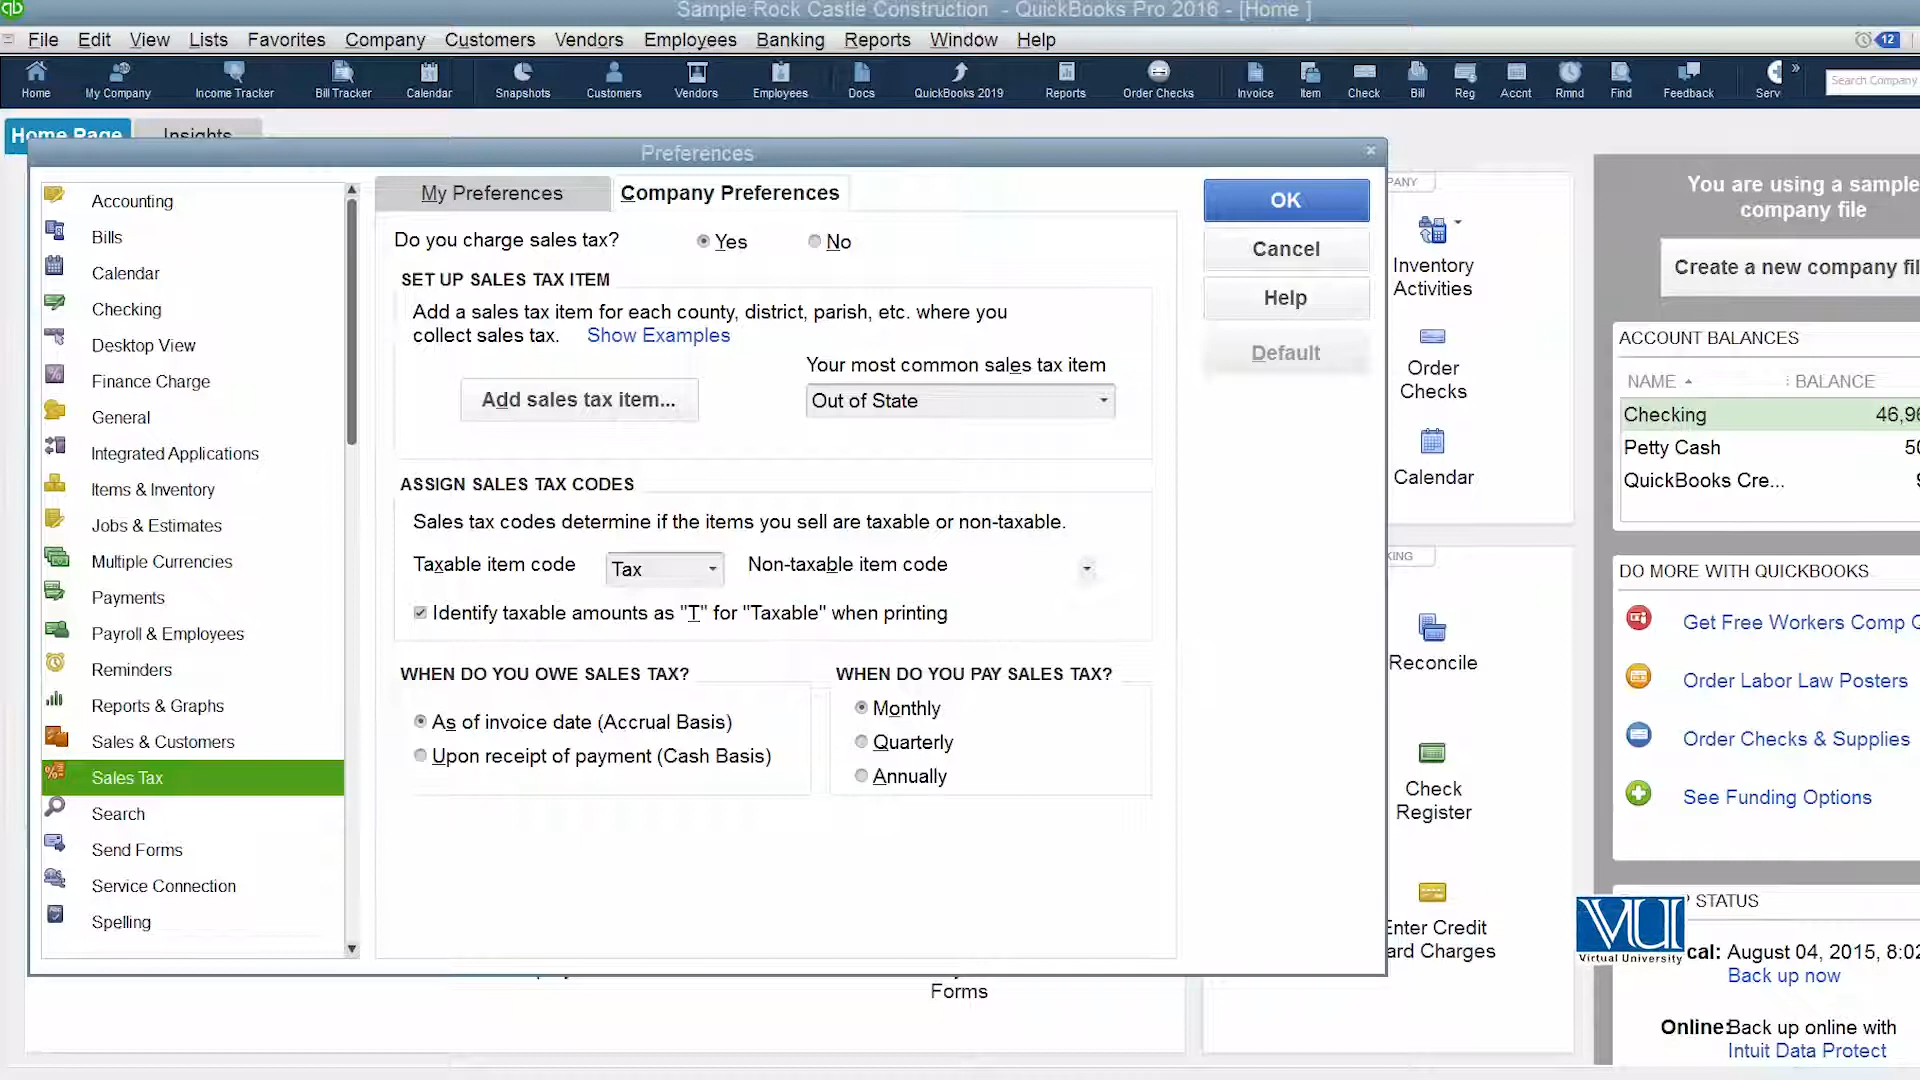 Sample Rock Castle Construction - QuickBooks Pro 2016 - [Home ]
File Edit View Lists Favorites Company Customers Vendors Employees Banking Reports Window Help
12
Home My Company Income Tracker Bill Tracker Calendar Snapshots Customers Vendors Employees Docs QuickBooks 2019 Reports Order Checks Invoice Item Check Bill Reg Accnt Rmnd Find Feedback Serv
Search Company
Home Page Insights
Preferences
Accounting
Bills
Calendar
Checking
Desktop View
Finance Charge
General
Integrated Applications
Items & Inventory
Jobs & Estimates
Multiple Currencies
Payments
Payroll & Employees
Reminders
Reports & Graphs
Sales & Customers
Sales Tax
Search
Send Forms
Service Connection
Spelling
My Preferences Company Preferences
Do you charge sales tax? Yes No
SET UP SALES TAX ITEM
Add a sales tax item for each county, district, parish, etc. where you
collect sales tax. Show Examples
Your most common sales tax item
Add sales tax item... Out of State
ASSIGN SALES TAX CODES
Sales tax codes determine if the items you sell are taxable or non-taxable.
Taxable item code Tax Non-taxable item code
Identify taxable amounts as "T" for "Taxable" when printing
WHEN DO YOU OWE SALES TAX?
As of invoice date (Accrual Basis)
Upon receipt of payment (Cash Basis)
WHEN DO YOU PAY SALES TAX?
Monthly
Quarterly
Annually
OK
Cancel
Help
Default
PANY
Inventory
Activities
Order
Checks
Calendar
KING
Reconcile
Check
Register
Enter Credit
ard Charges
Forms
You are using a sample
company file
Create a new company fil
ACCOUNT BALANCES
NAME BALANCE
Checking 46,96
Petty Cash 50
QuickBooks Cre... 9
DO MORE WITH QUICKBOOKS
Get Free Workers Comp Q
Order Labor Law Posters
Order Checks & Supplies
See Funding Options
STATUS
VU
Virtual University
cal: August 04, 2015, 8:02
Back up now
Online: Back up online with
Intuit Data Protect